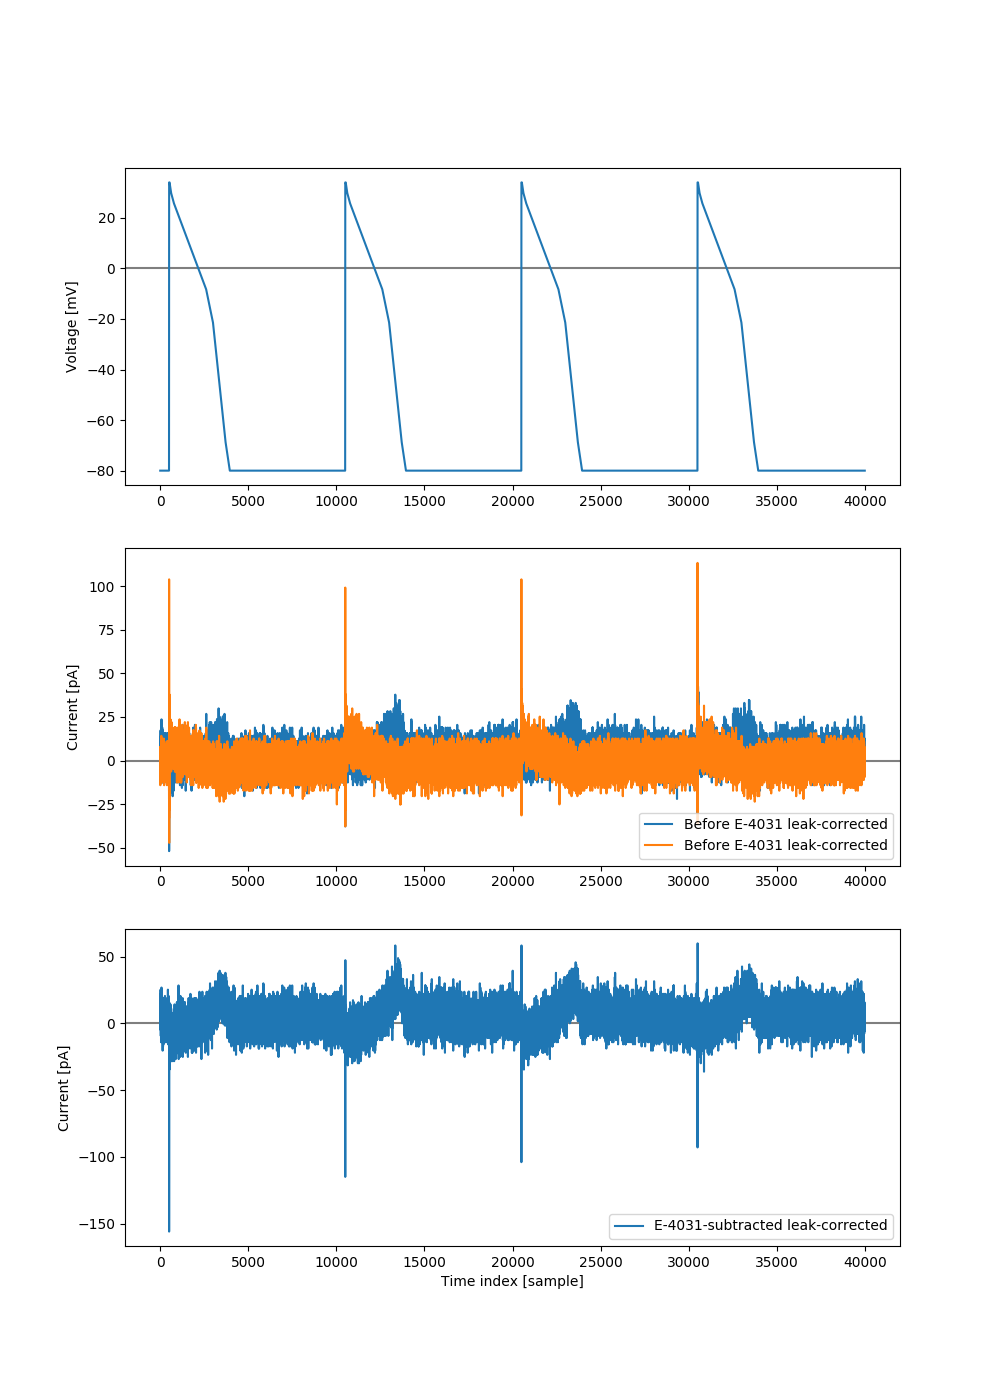 20
0
−20
−40
−60
−80
Voltage [mV]
0 5000 10000 15000 20000 25000 30000 35000 40000
100
75
50
25
0
−25
−50
Current [pA]
Before E-4031 leak-corrected
Before E-4031 leak-corrected
0 5000 10000 15000 20000 25000 30000 35000 40000
50
0
−50
−100
−150
Current [pA]
E-4031-subtracted leak-corrected
0 5000 10000 15000 20000 25000 30000 35000 40000
Time index [sample]